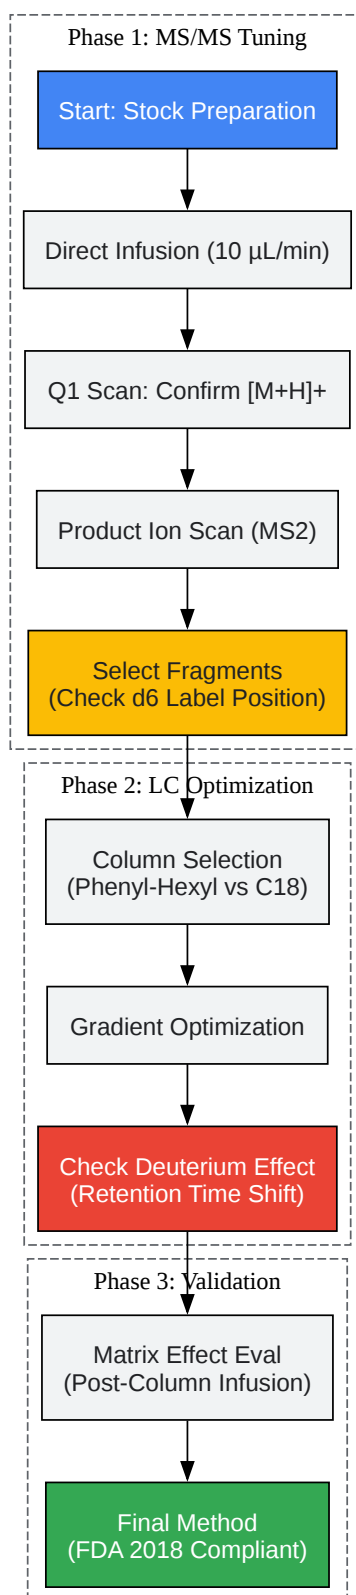 Phase 1: MS/MS Tuning
Start: Stock Preparation
Direct Infusion (10 µL/min)
Q1 Scan: Confirm [M+H]+
Product Ion Scan (MS2)
Select Fragments
(Check d6 Label Position)
Phase 2: LC Optimization
Column Selection
(Phenyl-Hexyl vs C18)
Gradient Optimization
Check Deuterium Effect
(Retention Time Shift)
Phase 3: Validation
Matrix Effect Eval
(Post-Column Infusion)
Final Method
(FDA 2018 Compliant)